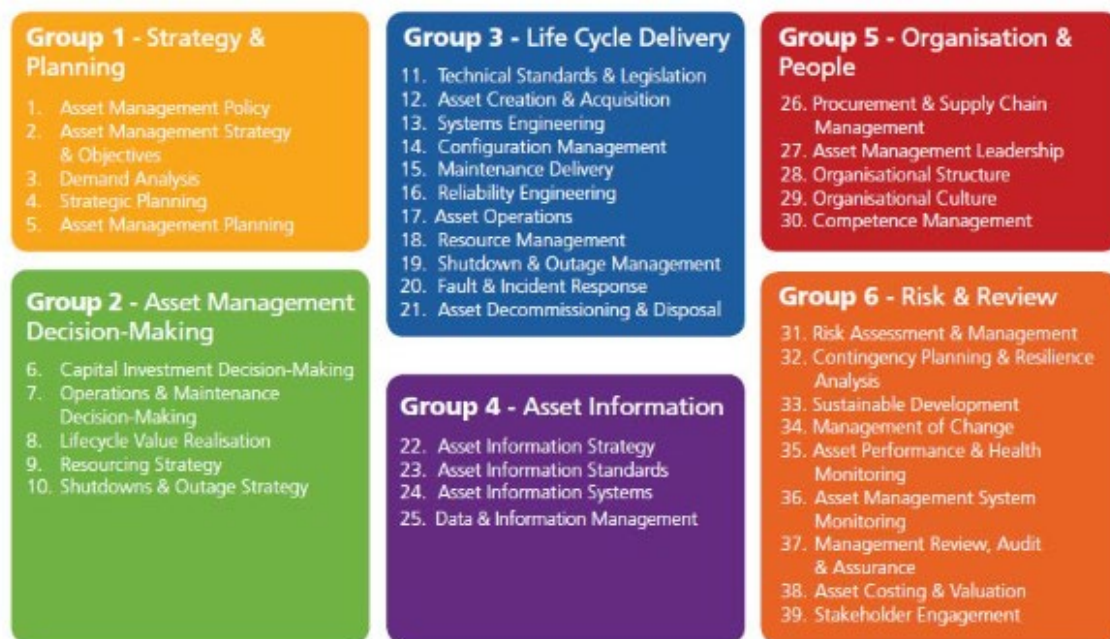 Group 1 - Strategy &
Planning
1. Asset Management Policy
2. Asset Management Strategy
& Objectives
3. Demand Analysis
4. Strategic Planning
5. Asset Management Planning
Group 2 - Asset Management
Decision-Making
6. Capital Investment Decision-Making
7. Operations & Maintenance
Decision-Making
8. Lifecycle Value Realisation
9. Resourcing Strategy
10. Shutdowns & Outage Strategy
Group 3 - Life Cycle Delivery
11. Technical Standards & Legislation
12. Asset Creation & Acquisition
13. Systems Engineering
14. Configuration Management
15. Maintenance Delivery
16. Reliability Engineering
17. Asset Operations
18. Resource Management
19. Shutdown & Outage Management
20. Fault & Incident Response
21. Asset Decommissioning & Disposal
Group 4 - Asset Information
22. Asset Information Strategy
23. Asset Information Standards
24. Asset Information Systems
25. Data & Information Management
Group 5 - Organisation &
People
26. Procurement & Supply Chain
Management
27. Asset Management Leadership
28. Organisational Structure
29. Organisational Culture
30. Competence Management
Group 6 - Risk & Review
31. Risk Assessment & Management
32. Contingency Planning & Resilience
Analysis
33. Sustainable Development
34. Management of Change
35. Asset Performance & Health
Monitoring
36. Asset Management System
Monitoring
37. Management Review, Audit
& Assurance
38. Asset Costing & Valuation
39. Stakeholder Engagement